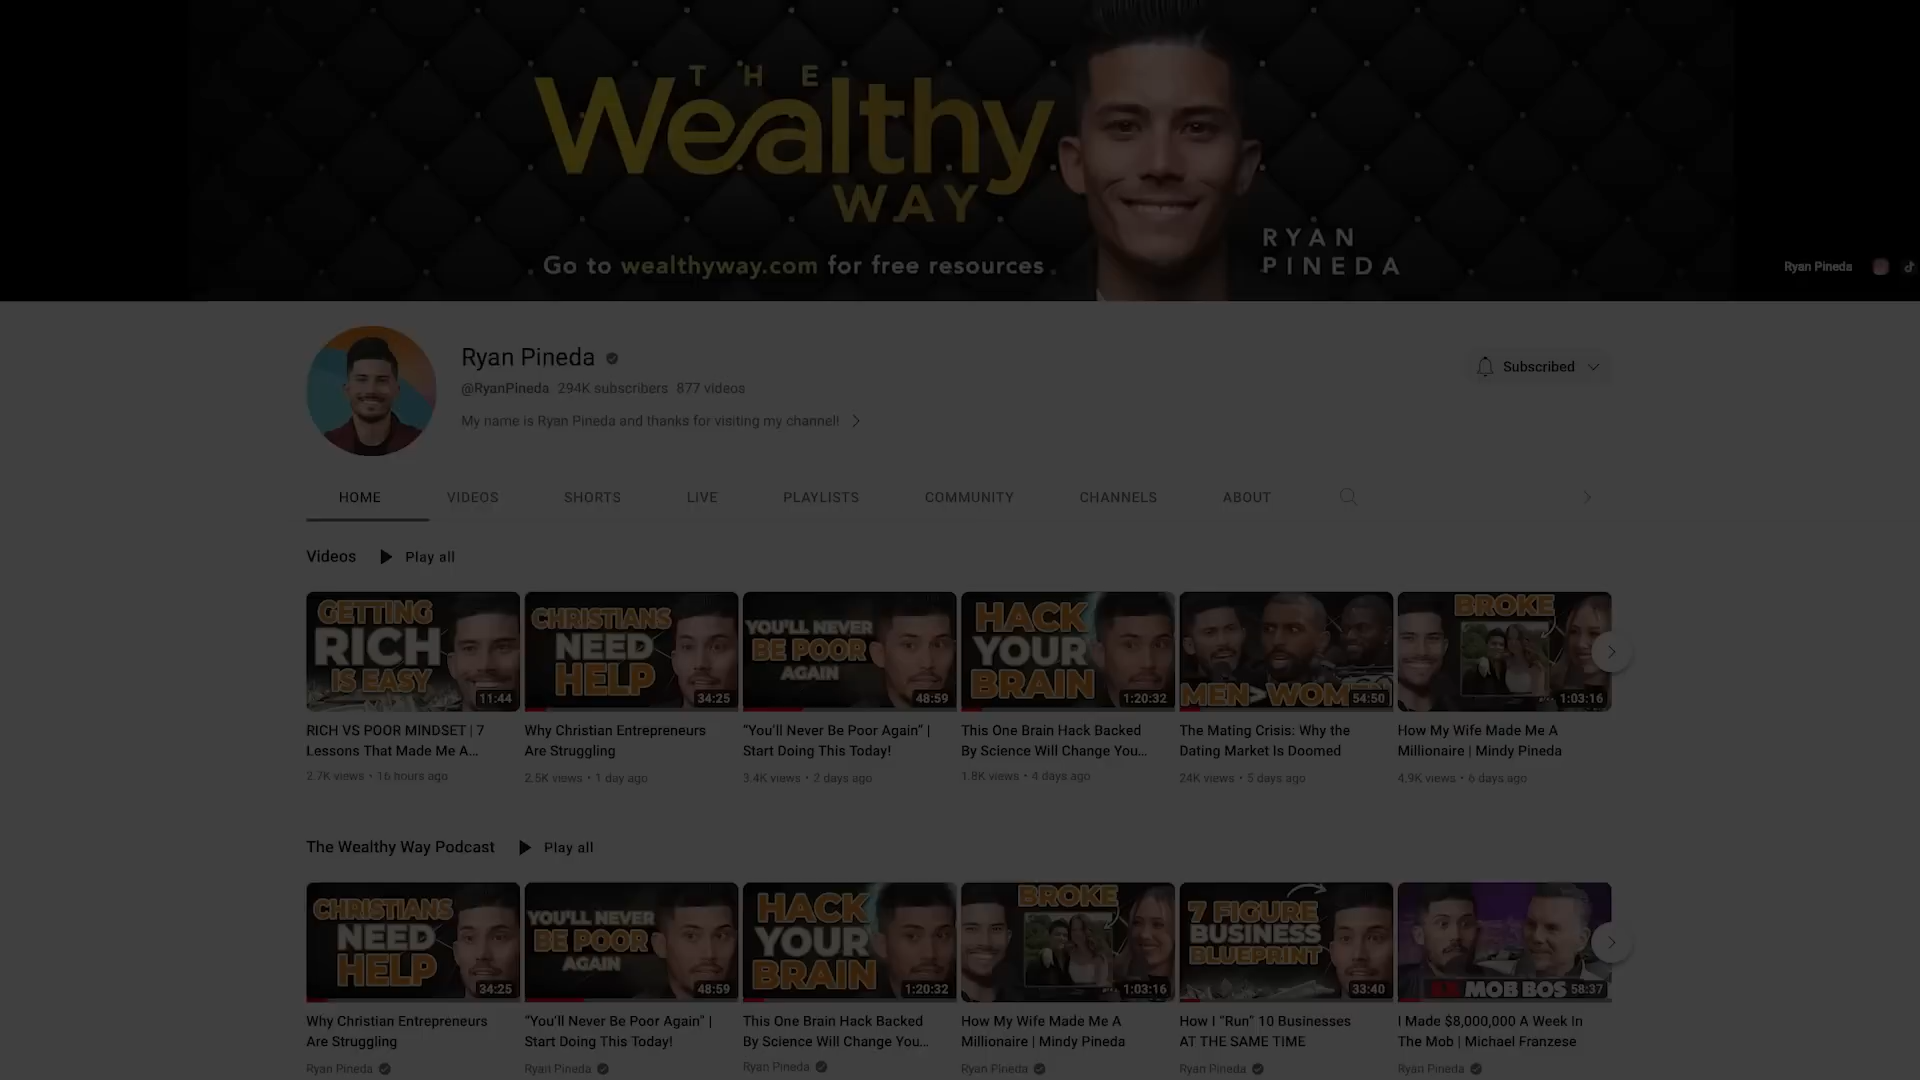 THE
Wealthy
WAY
Go to wealthyway.com for free resources
RYAN
PINEDA
Ryan Pineda
Ryan Pineda
@RyanPineda 294K subscribers 877 videos
My name is Ryan Pineda and thanks for visiting my channel!
Subscribed
HOME VIDEOS SHORTS LIVE PLAYLISTS COMMUNITY CHANNELS ABOUT
Videos Play all
GETTING
RICH
IS EASY
11:44
CHRISTIANS
NEED
HELP
34:25
YOU'LL NEVER
BE POOR
AGAIN
48:59
HACK
YOUR
BRAIN
1:20:32
MEN>WOM
54:50
BROKE
1:03:16
RICH VS POOR MINDSET | 7
Lessons That Made Me A...
2.7K views • 16 hours ago
Why Christian Entrepreneurs
Are Struggling
2.5K views • 1 day ago
“You’ll Never Be Poor Again” |
Start Doing This Today!
3.4K views • 2 days ago
This One Brain Hack Backed
By Science Will Change You...
1.8K views • 4 days ago
The Mating Crisis: Why the
Dating Market Is Doomed
24K views • 5 days ago
How My Wife Made Me A
Millionaire | Mindy Pineda
4.9K views • 6 days ago
The Wealthy Way Podcast Play all
CHRISTIANS
NEED
HELP
34:25
YOU'LL NEVER
BE POOR
AGAIN
48:59
HACK
YOUR
BRAIN
1:20:32
BROKE
1:03:16
7 FIGURE
BUSINESS
BLUEPRINT
33:40
MOB BOS
58:37
Why Christian Entrepreneurs
Are Struggling
Ryan Pineda
“You’ll Never Be Poor Again” |
Start Doing This Today!
Ryan Pineda
This One Brain Hack Backed
By Science Will Change You...
Ryan Pineda
How My Wife Made Me A
Millionaire | Mindy Pineda
Ryan Pineda
How I “Run” 10 Businesses
AT THE SAME TIME
Ryan Pineda
I Made $8,000,000 A Week In
The Mob | Michael Franzese
Ryan Pineda